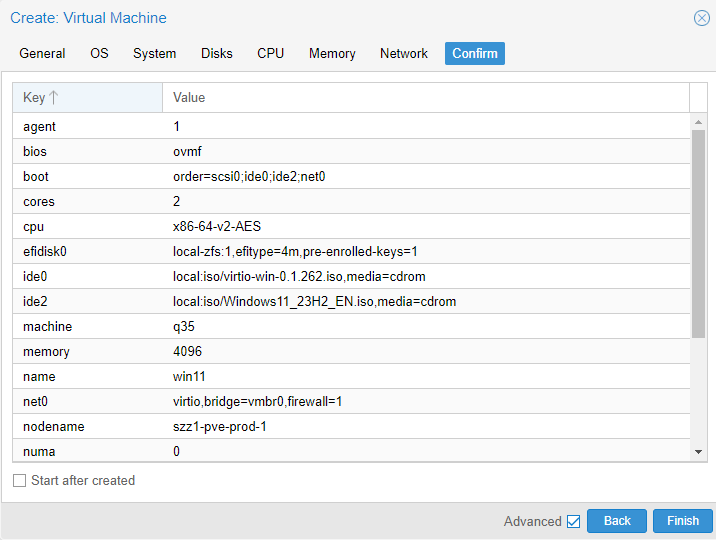 Create: Virtual Machine
General OS System Disks CPU Memory Network Confirm
Key Value
agent 1
bios ovmf
boot order=scsi0;ide0;ide2;net0
cores 2
cpu x86-64-v2-AES
efidisk0 local-zfs:1,efitype=4m,pre-enrolled-keys=1
ide0 local:iso/virtio-win-0.1.262.iso,media=cdrom
ide2 local:iso/Windows11_23H2_EN.iso,media=cdrom
machine q35
memory 4096
name win11
net0 virtio,bridge=vmbr0,firewall=1
nodename szz1-pve-prod-1
numa 0
Start after created
Advanced Back Finish